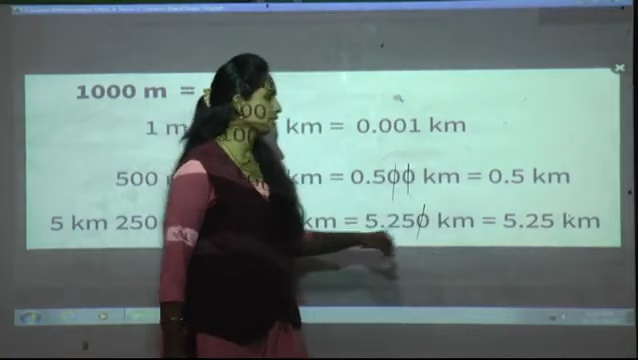 1000 m =
1 m km = 0.001 km
500 km = 0.500 km = 0.5 km
5 km 250 km = 5.250 km = 5.25 km